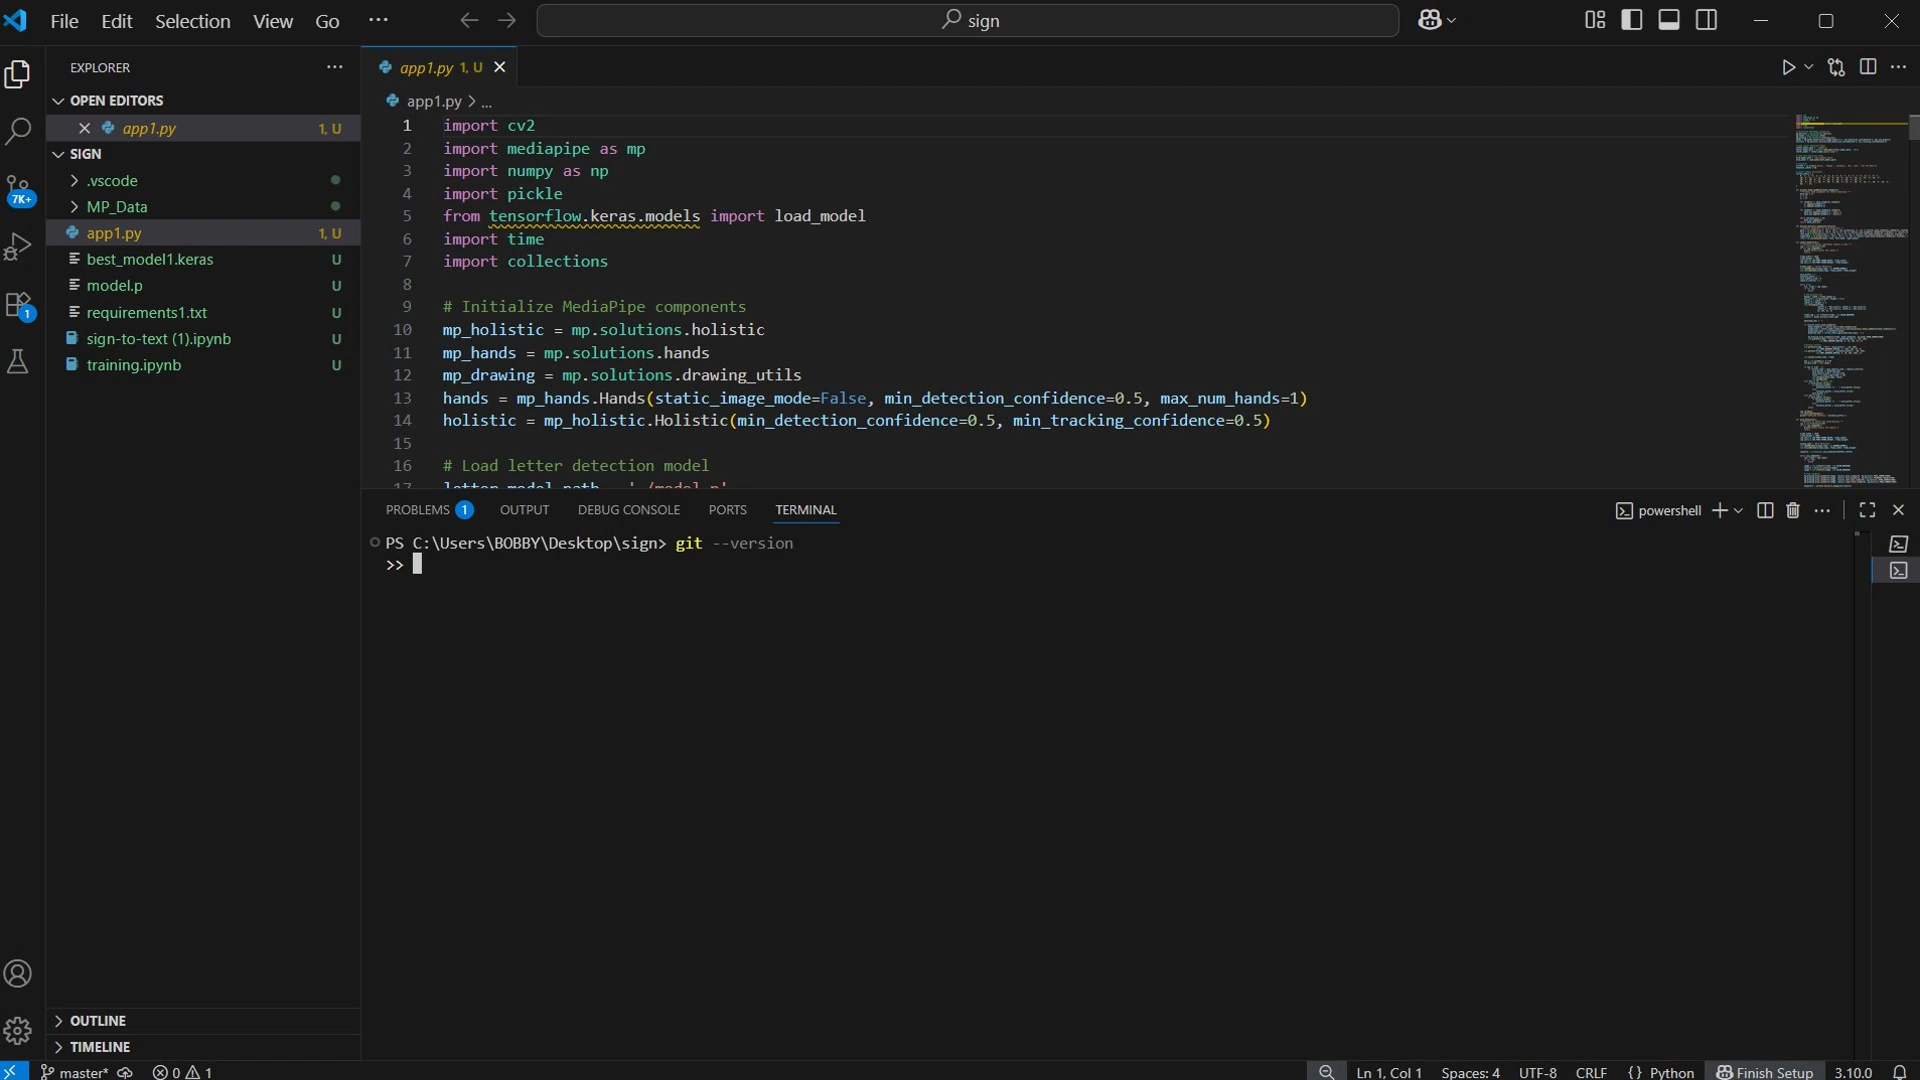 File Edit Selection View Go ···
sign
EXPLORER ···
OPEN EDITORS
app1.py 1, U
SIGN
.vscode
MP_Data
app1.py 1, U
best_model1.keras U
model.p U
requirements1.txt U
sign-to-text (1).ipynb U
training.ipynb U
OUTLINE
TIMELINE
7K+
1
app1.py 1, U
app1.py > ...
1 import cv2
2 import mediapipe as mp
3 import numpy as np
4 import pickle
5 from tensorflow.keras.models import load_model
6 import time
7 import collections
8
9 # Initialize MediaPipe components
10 mp_holistic = mp.solutions.holistic
11 mp_hands = mp.solutions.hands
12 mp_drawing = mp.solutions.drawing_utils
13 hands = mp_hands.Hands(static_image_mode=False, min_detection_confidence=0.5, max_num_hands=1)
14 holistic = mp_holistic.Holistic(min_detection_confidence=0.5, min_tracking_confidence=0.5)
15
16 # Load letter detection model
17 letter_model_path = './model.p'
PROBLEMS 1 OUTPUT DEBUG CONSOLE PORTS TERMINAL
powershell
PS C:\Users\BOBBY\Desktop\sign> git --version
>>
master* 0 1
Ln 1, Col 1 Spaces: 4 UTF-8 CRLF {} Python Finish Setup 3.10.0